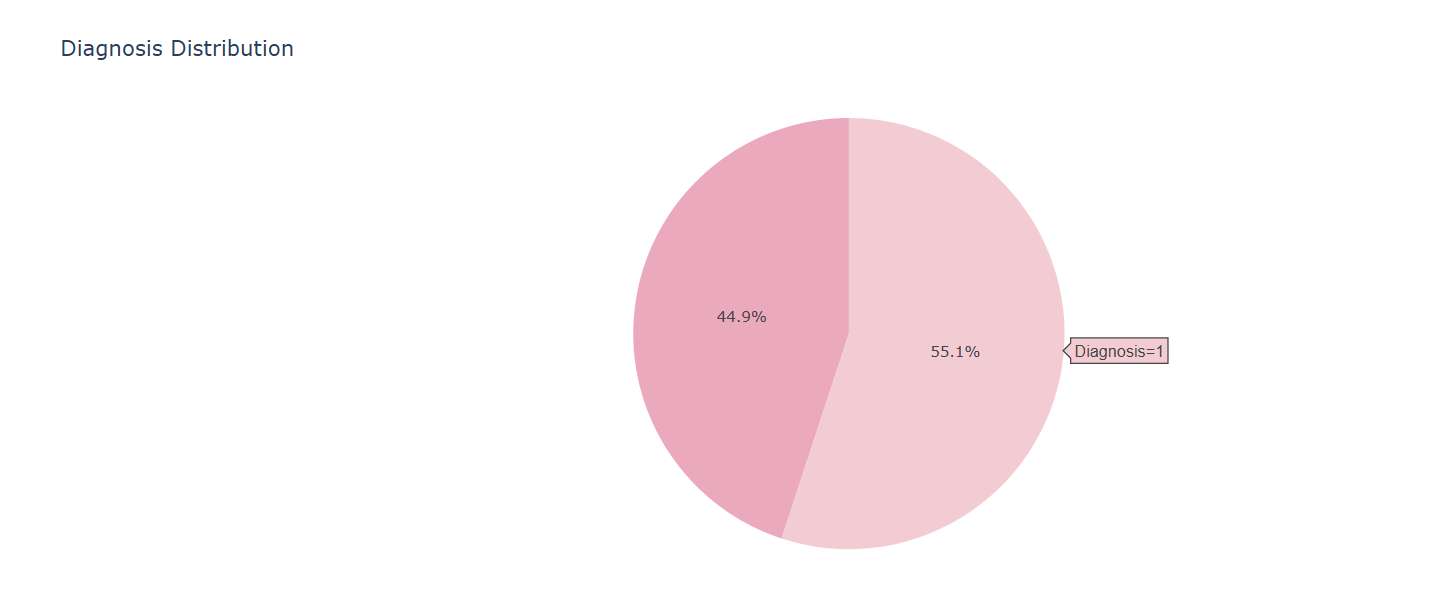 Diagnosis Distribution
44.9%
55.1%
Diagnosis=1